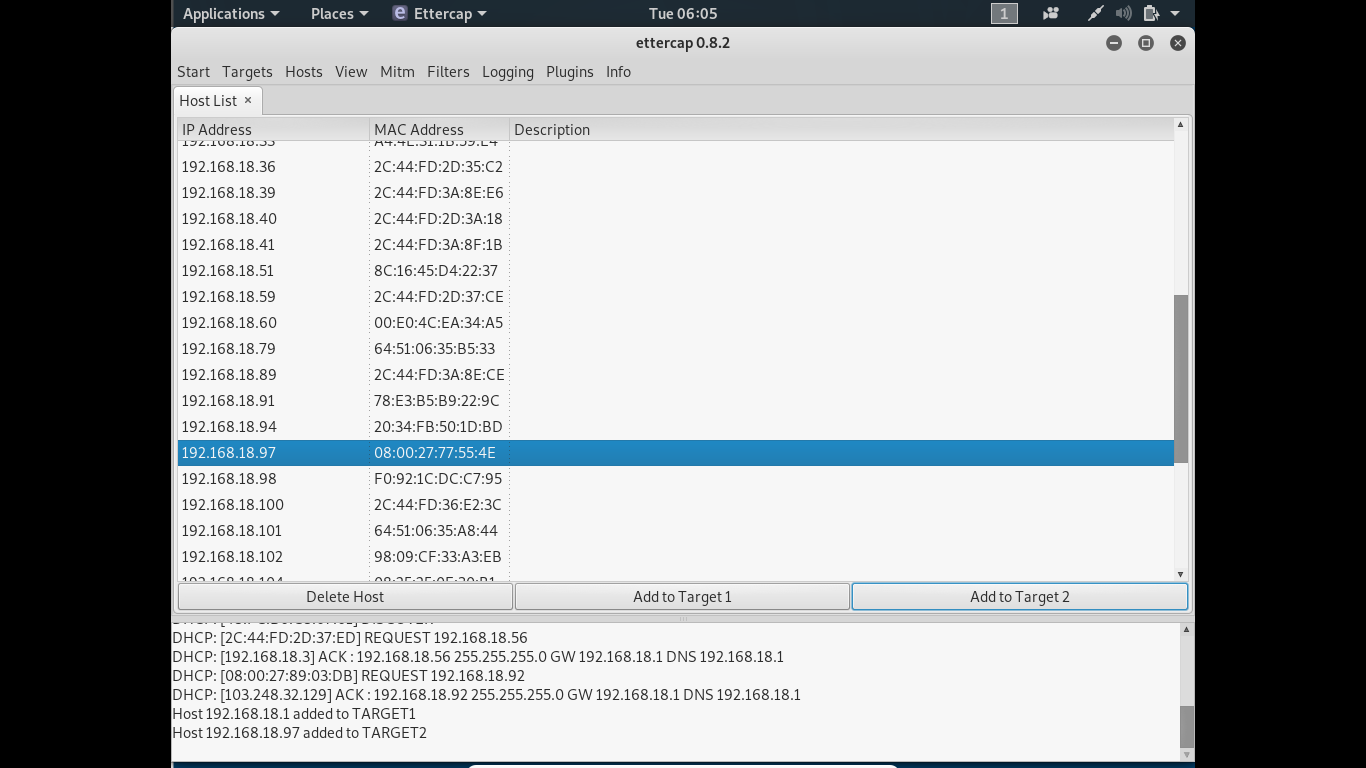 Applications Places Ettercap Tue 06:05 1
ettercap 0.8.2
Start Targets Hosts View Mitm Filters Logging Plugins Info
Host List ×
IP Address MAC Address Description
192.168.18.36 2C:44:FD:2D:35:C2
192.168.18.39 2C:44:FD:3A:8E:E6
192.168.18.40 2C:44:FD:2D:3A:18
192.168.18.41 2C:44:FD:3A:8F:1B
192.168.18.51 8C:16:45:D4:22:37
192.168.18.59 2C:44:FD:2D:37:CE
192.168.18.60 00:E0:4C:EA:34:A5
192.168.18.79 64:51:06:35:B5:33
192.168.18.89 2C:44:FD:3A:8E:CE
192.168.18.91 78:E3:B5:B9:22:9C
192.168.18.94 20:34:FB:50:1D:BD
192.168.18.97 08:00:27:77:55:4E
192.168.18.98 F0:92:1C:DC:C7:95
192.168.18.100 2C:44:FD:36:E2:3C
192.168.18.101 64:51:06:35:A8:44
192.168.18.102 98:09:CF:33:A3:EB
Delete Host Add to Target 1 Add to Target 2
DHCP: [2C:44:FD:2D:37:ED] REQUEST 192.168.18.56
DHCP: [192.168.18.3] ACK : 192.168.18.56 255.255.255.0 GW 192.168.18.1 DNS 192.168.18.1
DHCP: [08:00:27:89:03:DB] REQUEST 192.168.18.92
DHCP: [103.248.32.129] ACK : 192.168.18.92 255.255.255.0 GW 192.168.18.1 DNS 192.168.18.1
Host 192.168.18.1 added to TARGET1
Host 192.168.18.97 added to TARGET2